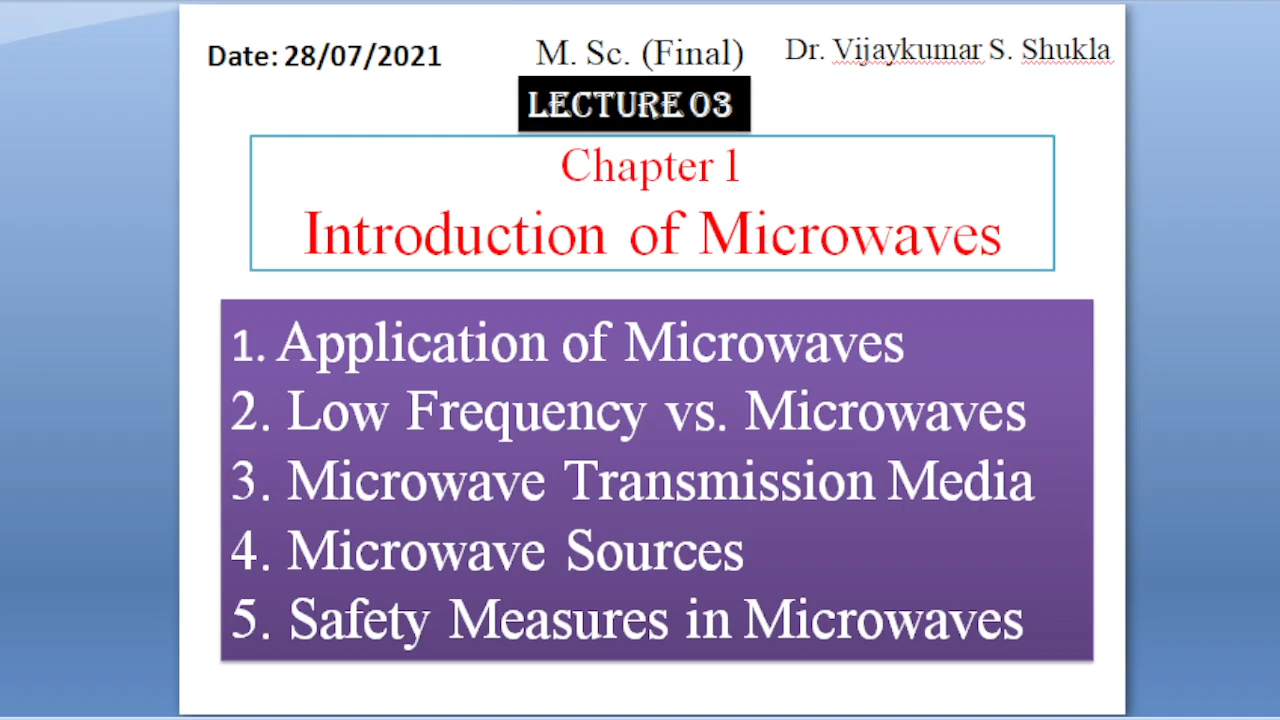 Date: 28/07/2021 M. Sc. (Final) Dr. Vijaykumar S. Shukla
LECTURE 03
Chapter 1
Introduction of Microwaves
1. Application of Microwaves
2. Low Frequency vs. Microwaves
3. Microwave Transmission Media
4. Microwave Sources
5. Safety Measures in Microwaves